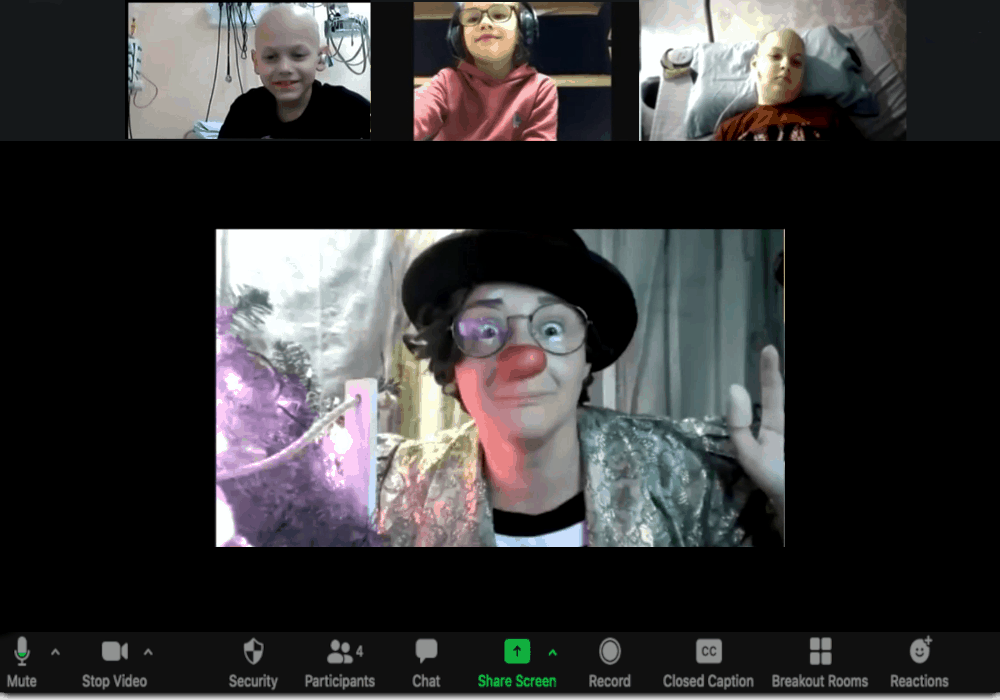 4
Mute
Stop Video
Security
Participants
Chat
Share Screen
Record
CC
Closed Caption
Breakout Rooms
Reactions